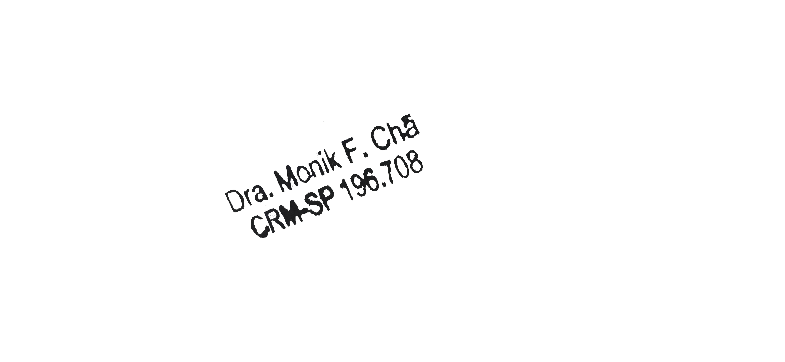 Dra. Monik F. Chã
CRM-SP 196.708